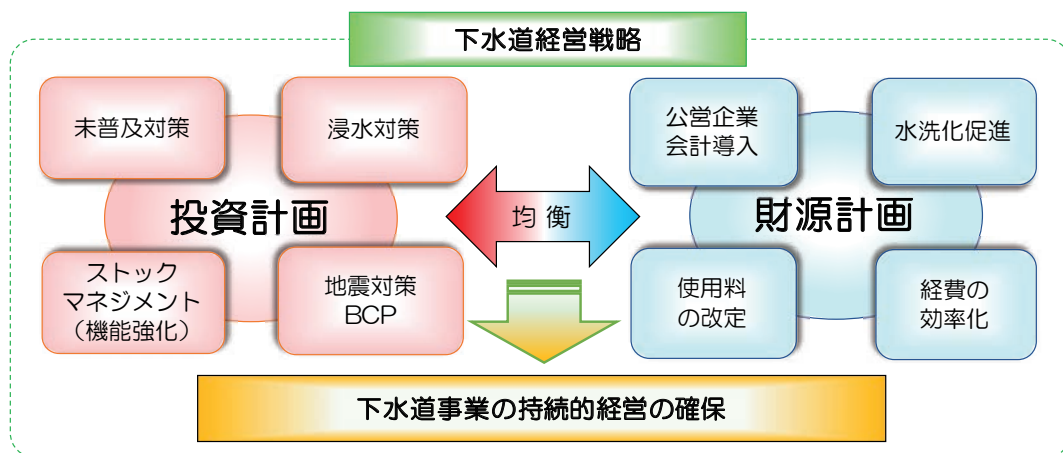 下水道経営戦略
未普及対策
浸水対策
投資計画
ストック
マネジメント
（機能強化）
地震対策
BCP
均 衡
公営企業
会計導入
水洗化促進
財源計画
使用料
の改定
経費の
効率化
下水道事業の持続的経営の確保